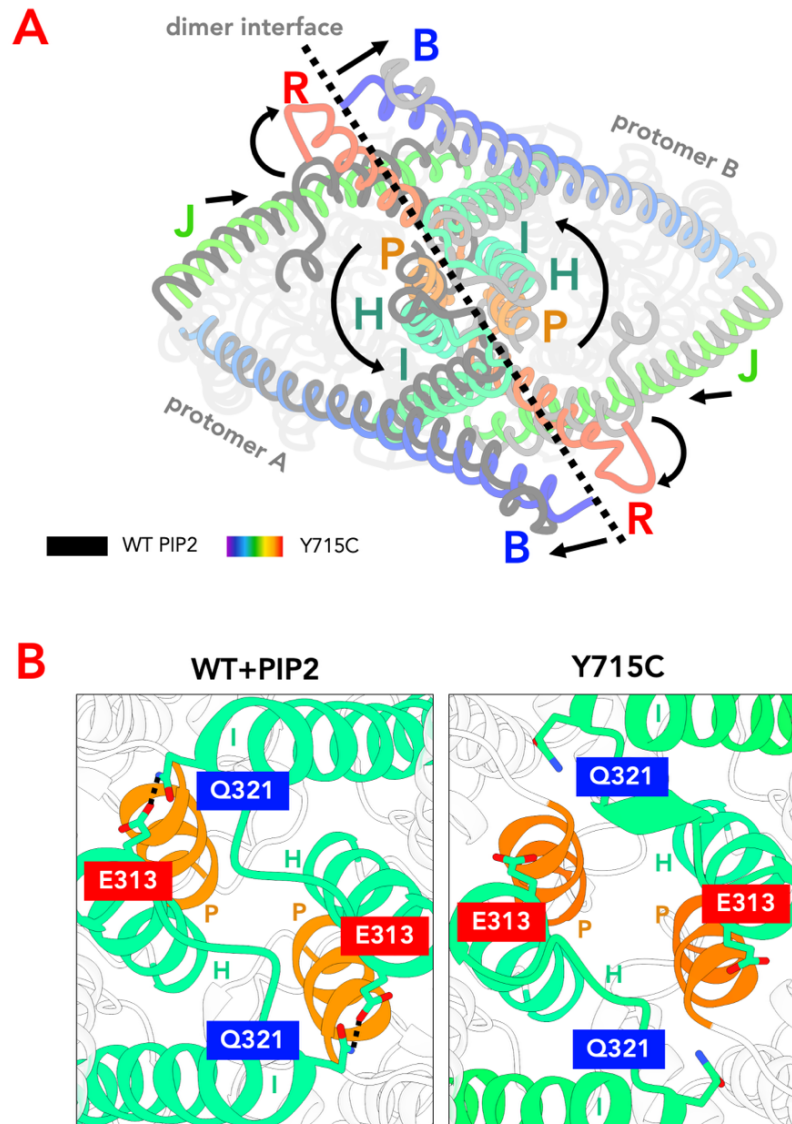 A
dimer interface
B
R
protomer B
J
P
I
H
H
P
I
J
protomer A
R
B
WT PIP2
Y715C
B
WT+PIP2
Y715C
I
Q321
H
E313
P
P
E313
H
Q321
I
I
Q321
H
E313
P
P
E313
H
Q321
I